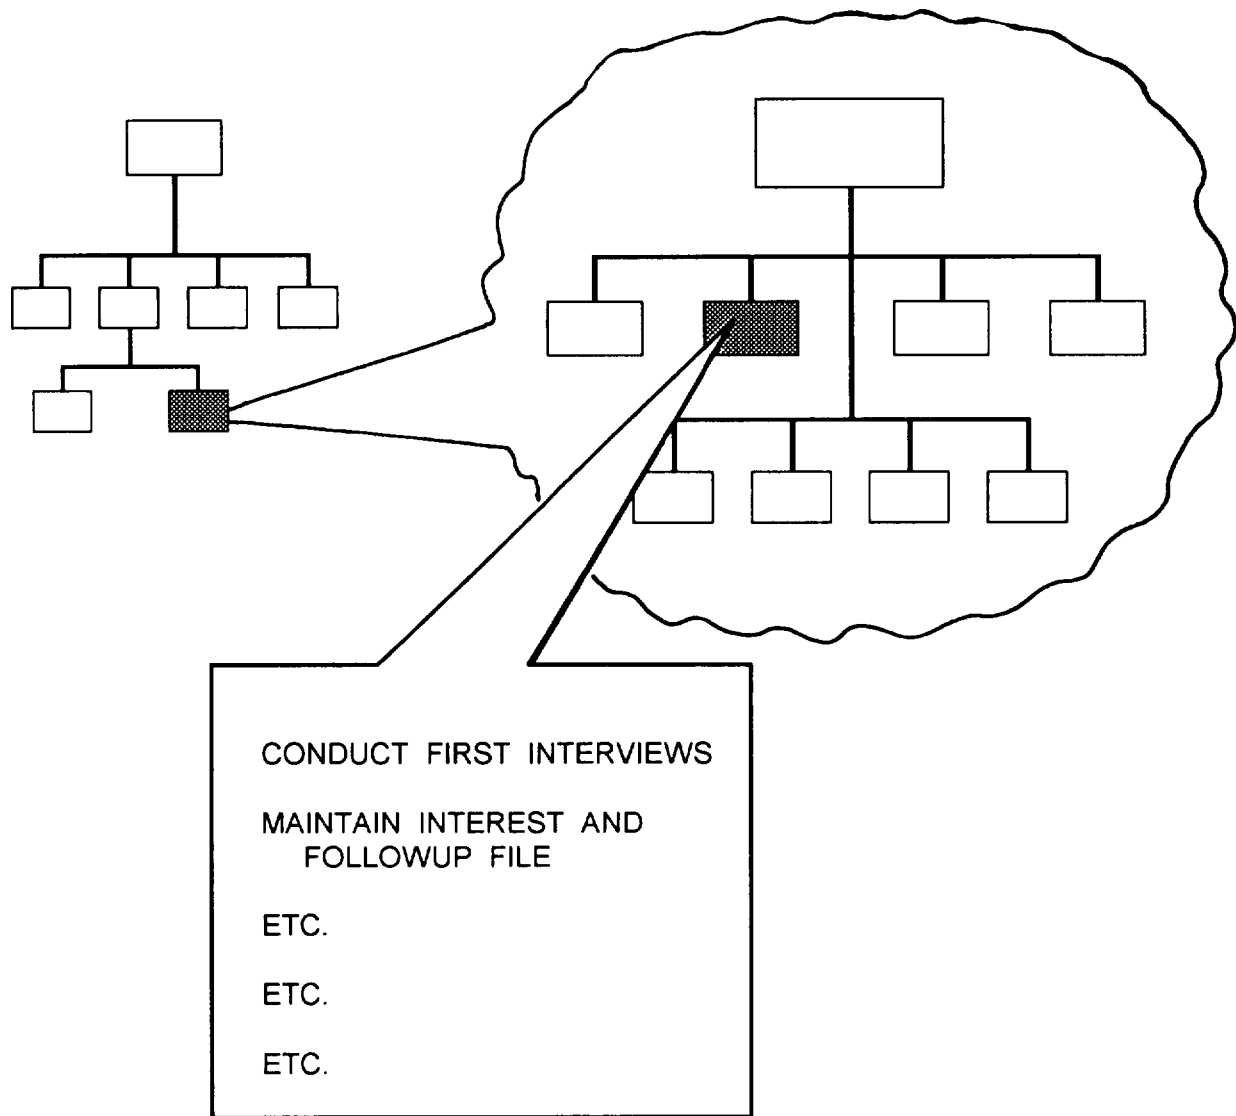 CONDUCT FIRST INTERVIEWS
MAINTAIN INTEREST AND
FOLLOWUP FILE
ETC.
ETC.
ETC.